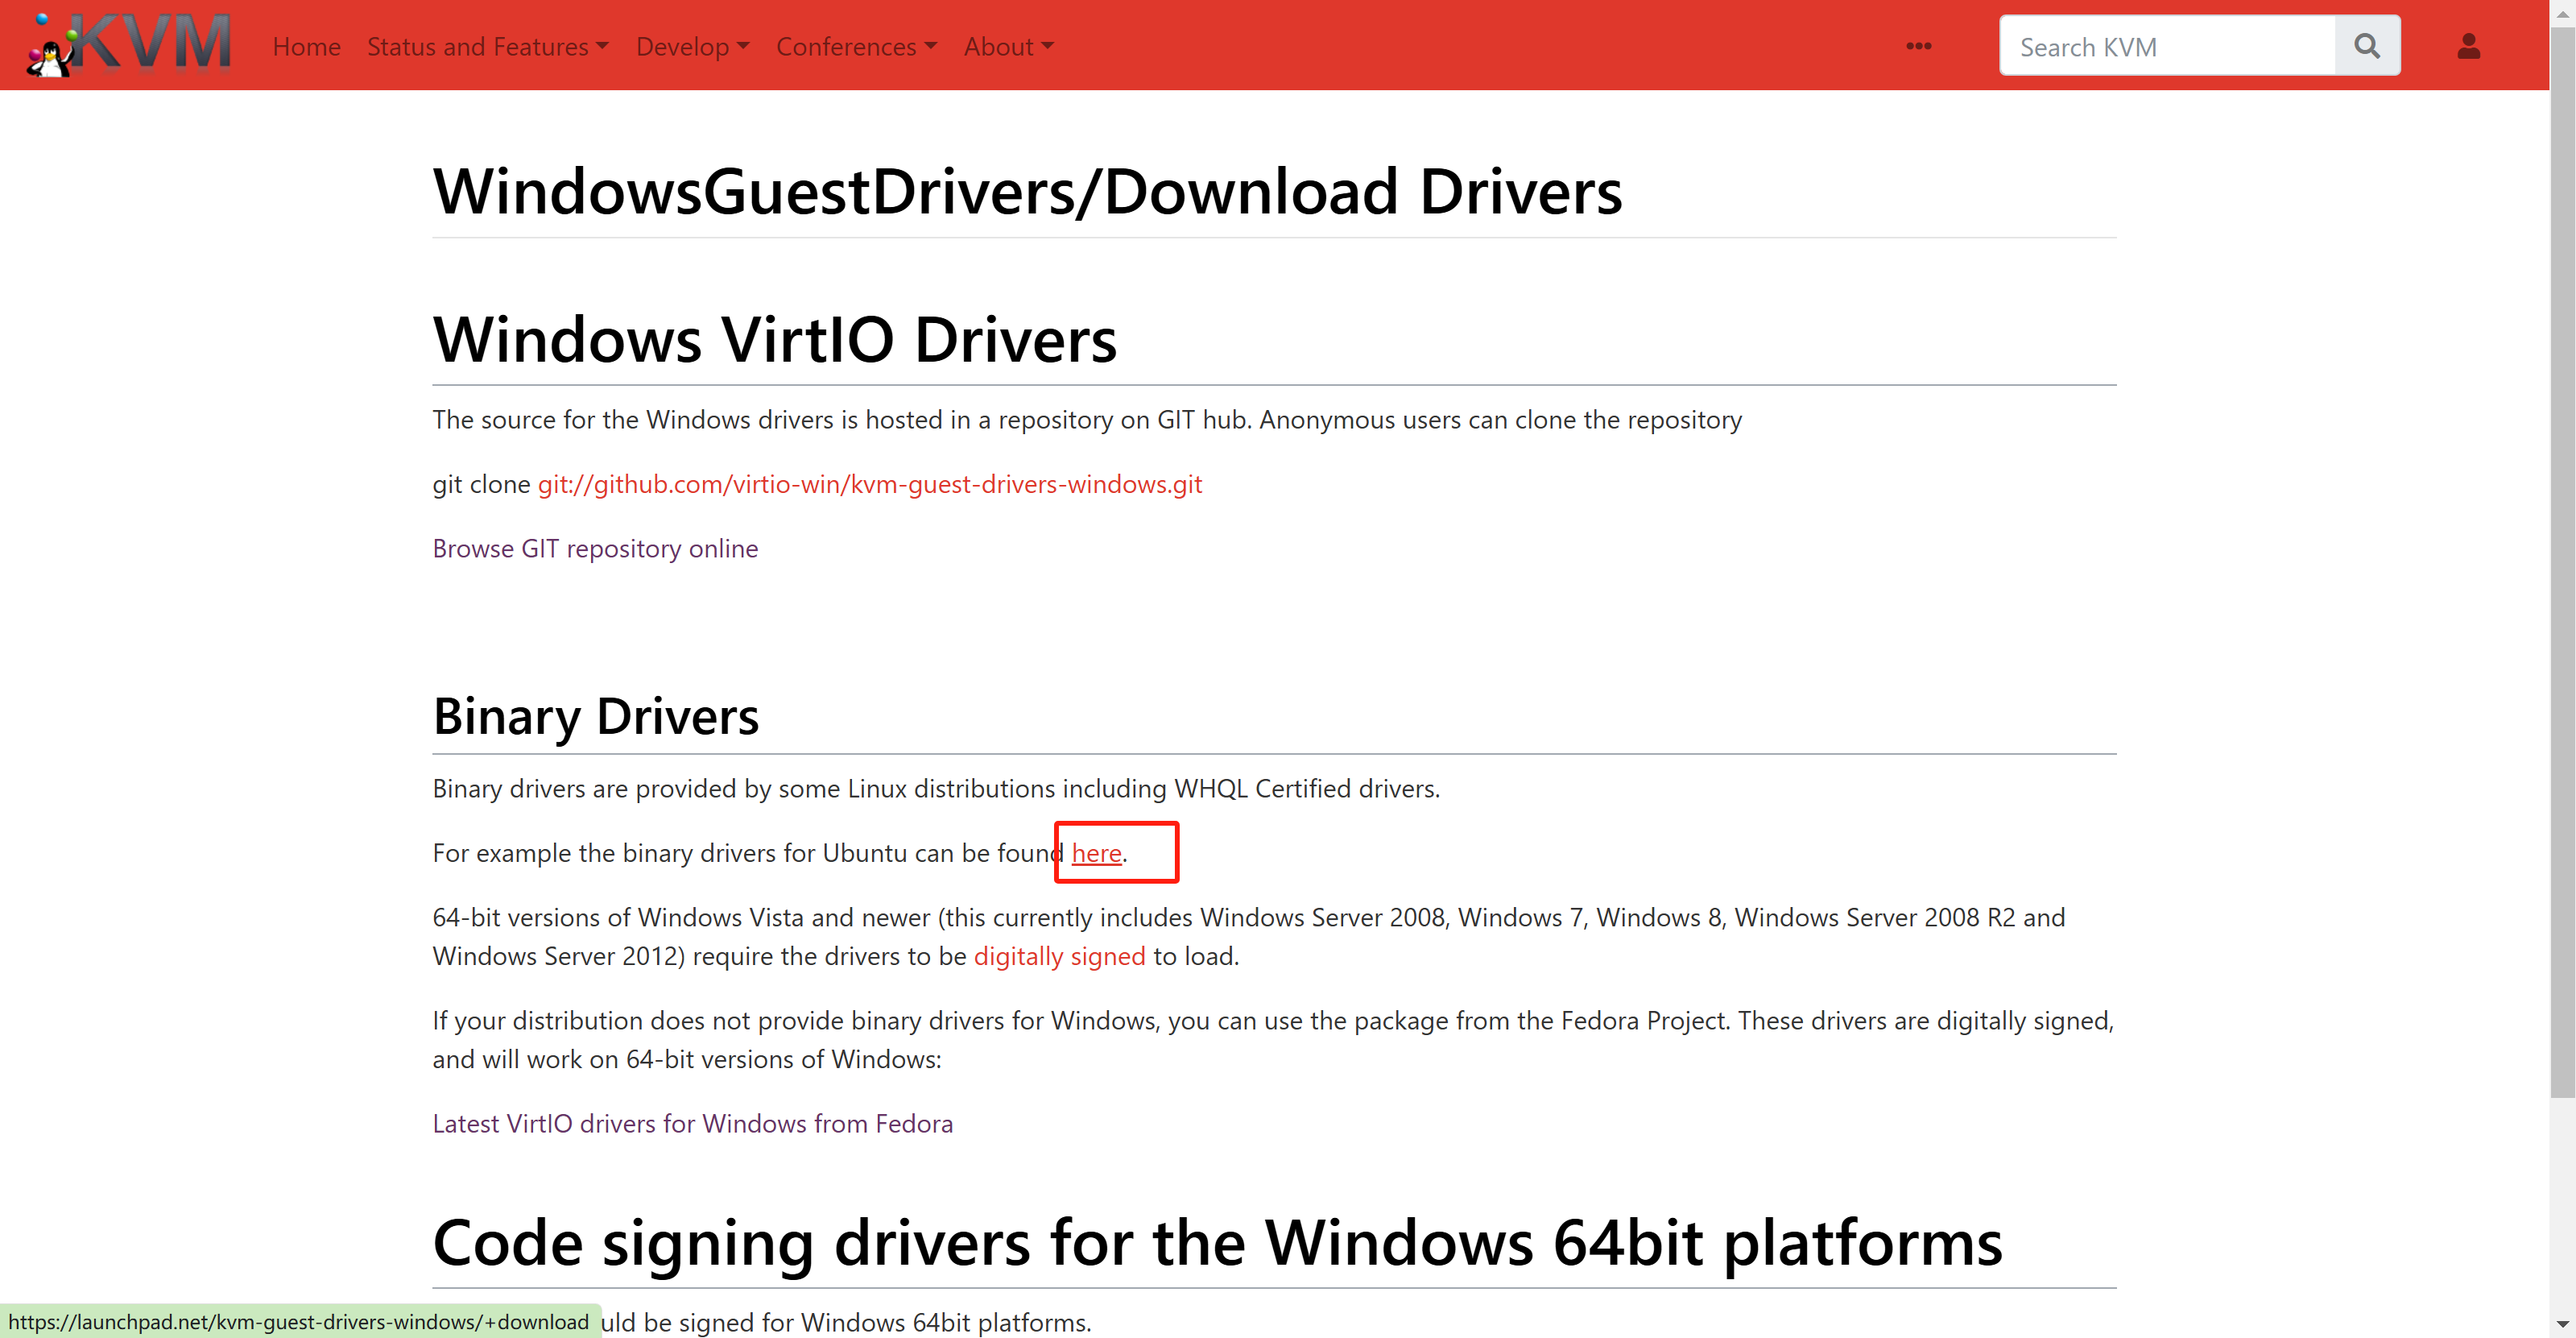 KVM
Home Status and Features Develop Conferences About ••• Search KVM
WindowsGuestDrivers/Download Drivers
Windows VirtIO Drivers
The source for the Windows drivers is hosted in a repository on GIT hub. Anonymous users can clone the repository
git clone git://github.com/virtio-win/kvm-guest-drivers-windows.git
Browse GIT repository online
Binary Drivers
Binary drivers are provided by some Linux distributions including WHQL Certified drivers.
For example the binary drivers for Ubuntu can be found here.
64-bit versions of Windows Vista and newer (this currently includes Windows Server 2008, Windows 7, Windows 8, Windows Server 2008 R2 and
Windows Server 2012) require the drivers to be digitally signed to load.
If your distribution does not provide binary drivers for Windows, you can use the package from the Fedora Project. These drivers are digitally signed,
and will work on 64-bit versions of Windows:
Latest VirtIO drivers for Windows from Fedora
Code signing drivers for the Windows 64bit platforms
https://launchpad.net/kvm-guest-drivers-windows/+download
uld be signed for Windows 64bit platforms.